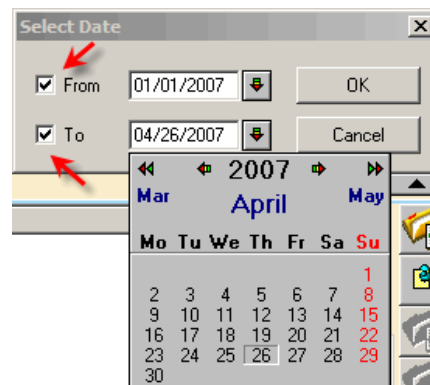 Select Date
From 01/01/2007 OK
To 04/26/2007 Cancel
2007
Mar April May
Mo Tu We Th Fr Sa Su
1
2 3 4 5 6 7 8
9 10 11 12 13 14 15
16 17 18 19 20 21 22
23 24 25 26 27 28 29
30